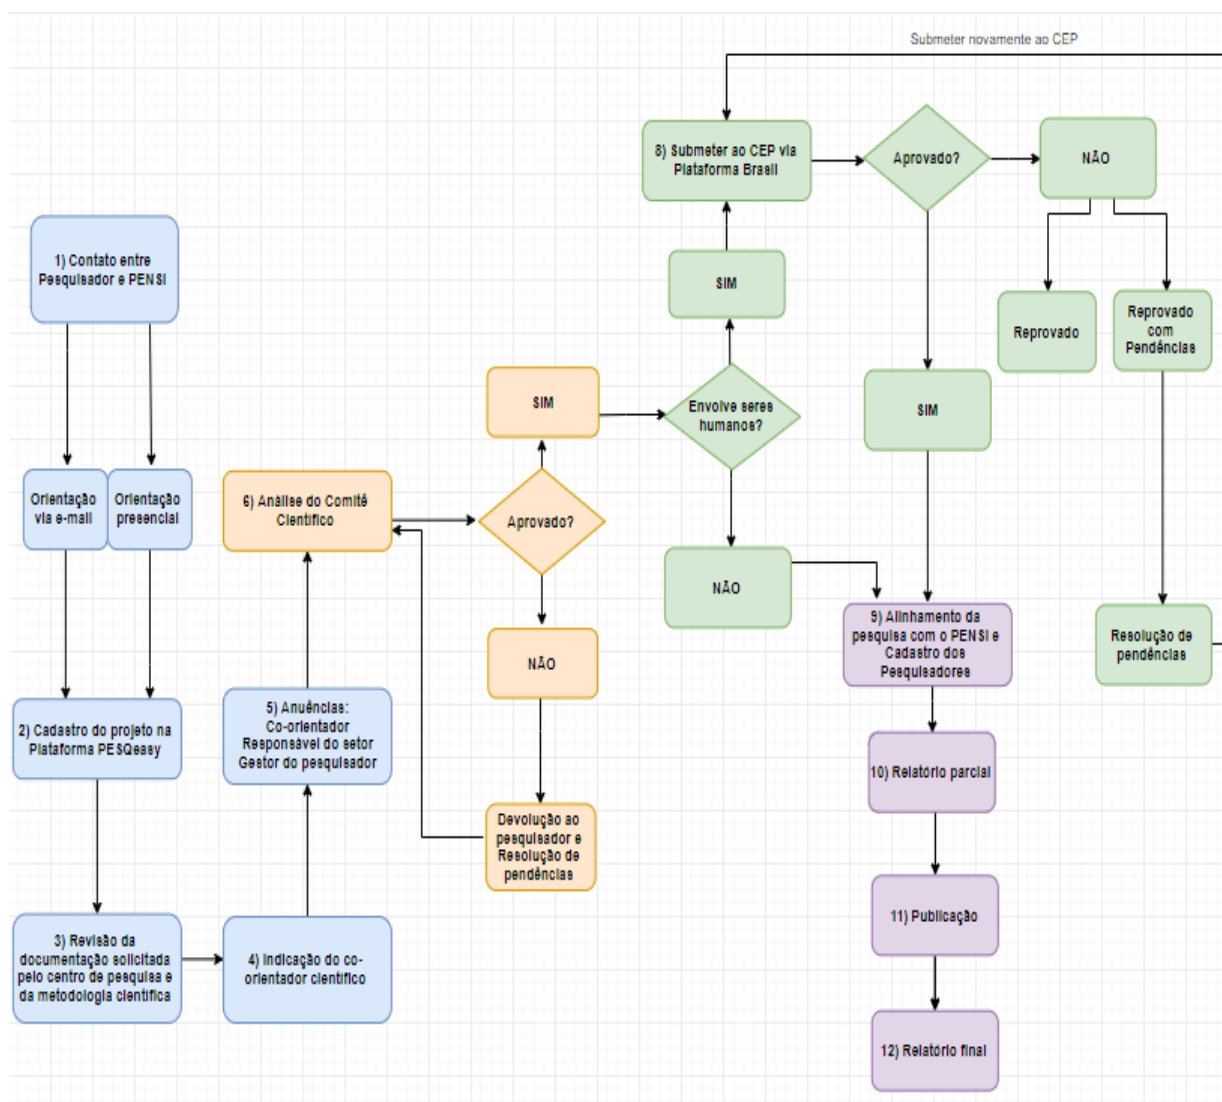 Submeter novamente ao CEP
8) Submeter ao CEP via
Plataforma Brasil
Aprovado?
NÃO
1) Contato entre
Pesquisador e PENSI
SIM
Reprovado
Reprovado
com
Pendências
SIM
Envolve seres
humanos?
SIM
Orientação
via e-mail
Orientação
presencial
6) Análise do Comitê
Científico
Aprovado?
NÃO
NÃO
9) Alinhamento da
pesquisa com o PENSI e
Cadastro dos
Pesquisadores
Resolução de
pendências
2) Cadastro do projeto na
Plataforma PESQeasy
5) Anuências:
Co-orientador
Responsável do setor
Gestor do pesquisador
10) Relatório parcial
Devolução ao
pesquisador e
Resolução de
pendências
11) Publicação
3) Revisão da
documentação solicitada
pelo centro de pesquisa e
da metodologia científica
4) Indicação do co-
orientador científico
12) Relatório final